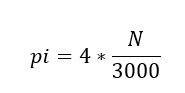 pi = 4 * N/3000